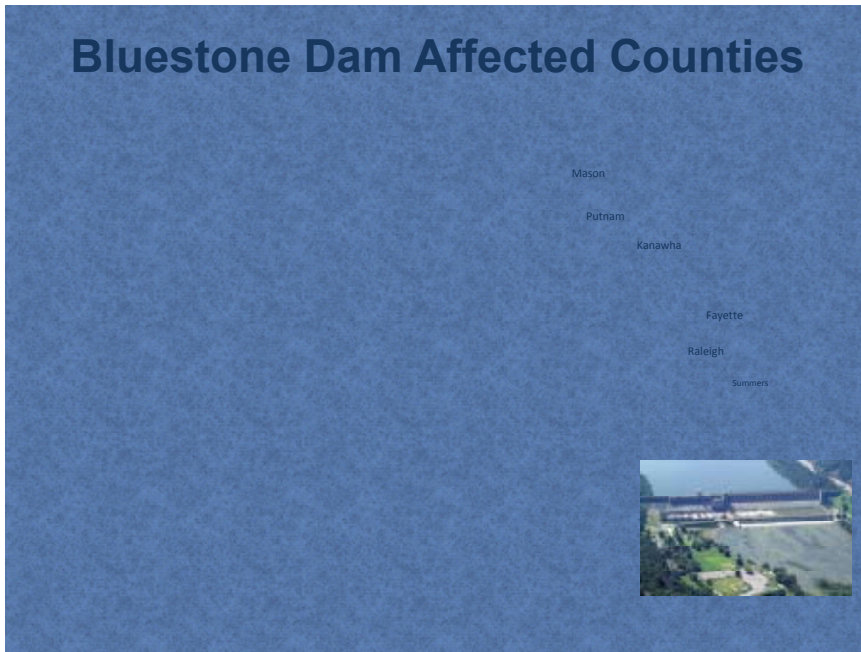 Bluestone Dam Affected Counties
Mason
Putnam
Kanawha
Fayette
Raleigh
Summers